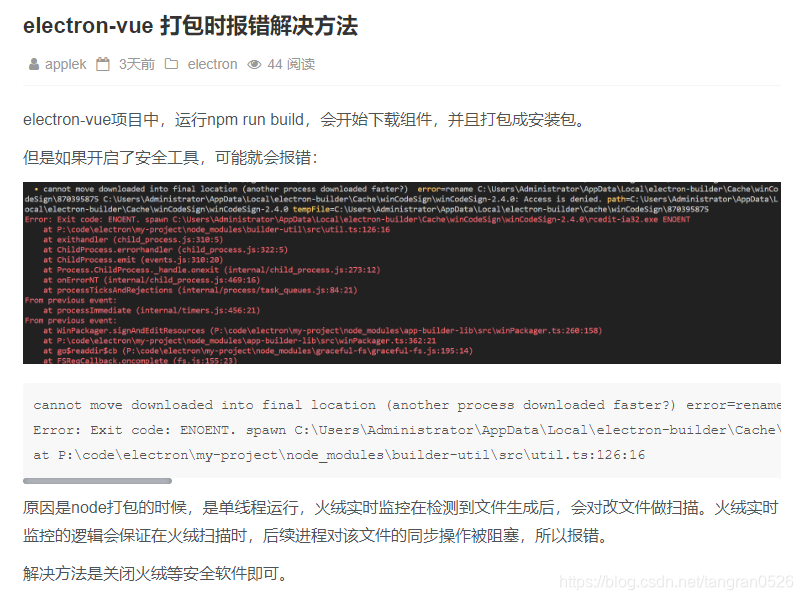 electron-vue 打包时报错解决方法
applek 3天前 electron 44 阅读
electron-vue项目中，运行npm run build，会开始下载组件，并且打包成安装包。
但是如果开启了安全工具，可能就会报错：
• cannot move downloaded into final location (another process downloaded faster?) error=rename C:\Users\Administrator\AppData\Local\electron-builder\Cache\winCo
deSign\870395875 C:\Users\Administrator\AppData\Local\electron-builder\Cache\winCodeSign\winCodeSign-2.4.0: Access is denied. path=C:\Users\Administrator\AppData\L
ocal\electron-builder\Cache\winCodeSign\winCodeSign-2.4.0 tempFile=C:\Users\Administrator\AppData\Local\electron-builder\Cache\winCodeSign\870395875
Error: Exit code: ENOENT. spawn C:\Users\Administrator\AppData\Local\electron-builder\Cache\winCodeSign\winCodeSign-2.4.0\rcedit-ia32.exe ENOENT
at P:\code\electron\my-project\node_modules\builder-util\src\util.ts:126:16
at exithandler (child_process.js:310:5)
at ChildProcess.errorhandler (child_process.js:322:5)
at ChildProcess.emit (events.js:310:20)
at Process.ChildProcess._handle.onexit (internal/child_process.js:273:12)
at onErrorNT (internal/child_process.js:469:16)
at processTicksAndRejections (internal/process/task_queues.js:84:21)
From previous event:
at processImmediate (internal/timers.js:456:21)
From previous event:
at WinPackager.signAndEditResources (P:\code\electron\my-project\node_modules\app-builder-lib\src\winPackager.ts:260:158)
at P:\code\electron\my-project\node_modules\app-builder-lib\src\winPackager.ts:362:21
at go$readdir$cb (P:\code\electron\my-project\node_modules\graceful-fs\graceful-fs.js:195:14)
at FSReqCallback.oncomplete (fs.js:155:23)
cannot move downloaded into final location (another process downloaded faster?) error=rename
Error: Exit code: ENOENT. spawn C:\Users\Administrator\AppData\Local\electron-builder\Cache\
at P:\code\electron\my-project\node_modules\builder-util\src\util.ts:126:16
原因是node打包的时候，是单线程运行，火绒实时监控在检测到文件生成后，会对改文件做扫描。火绒实时
监控的逻辑会保证在火绒扫描时，后续进程对该文件的同步操作被阻塞，所以报错。
解决方法是关闭火绒等安全软件即可。
https://blog.csdn.net/tangran0526